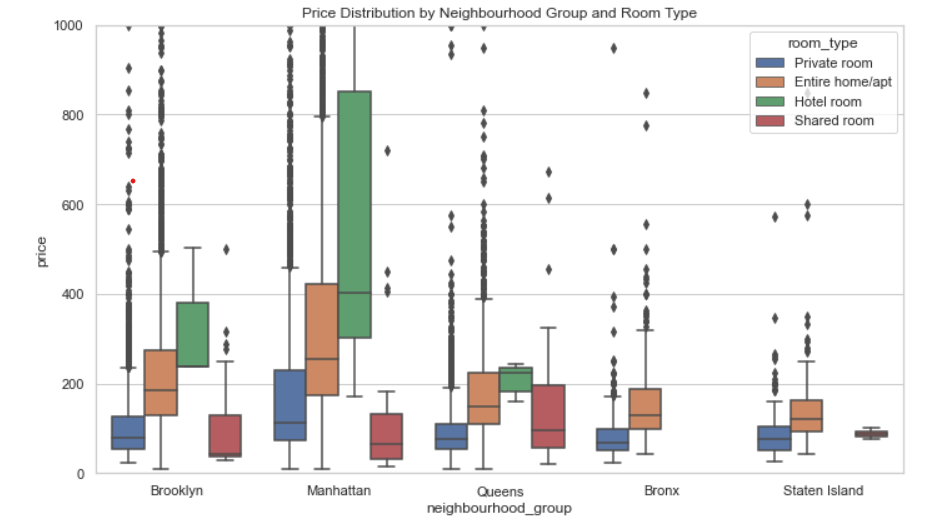 Price Distribution by Neighbourhood Group and Room Type
1000
800
600
400
200
0
price
room_type
Private room
Entire home/apt
Hotel room
Shared room
Brooklyn
Manhattan
Queens
Bronx
Staten Island
neighbourhood_group